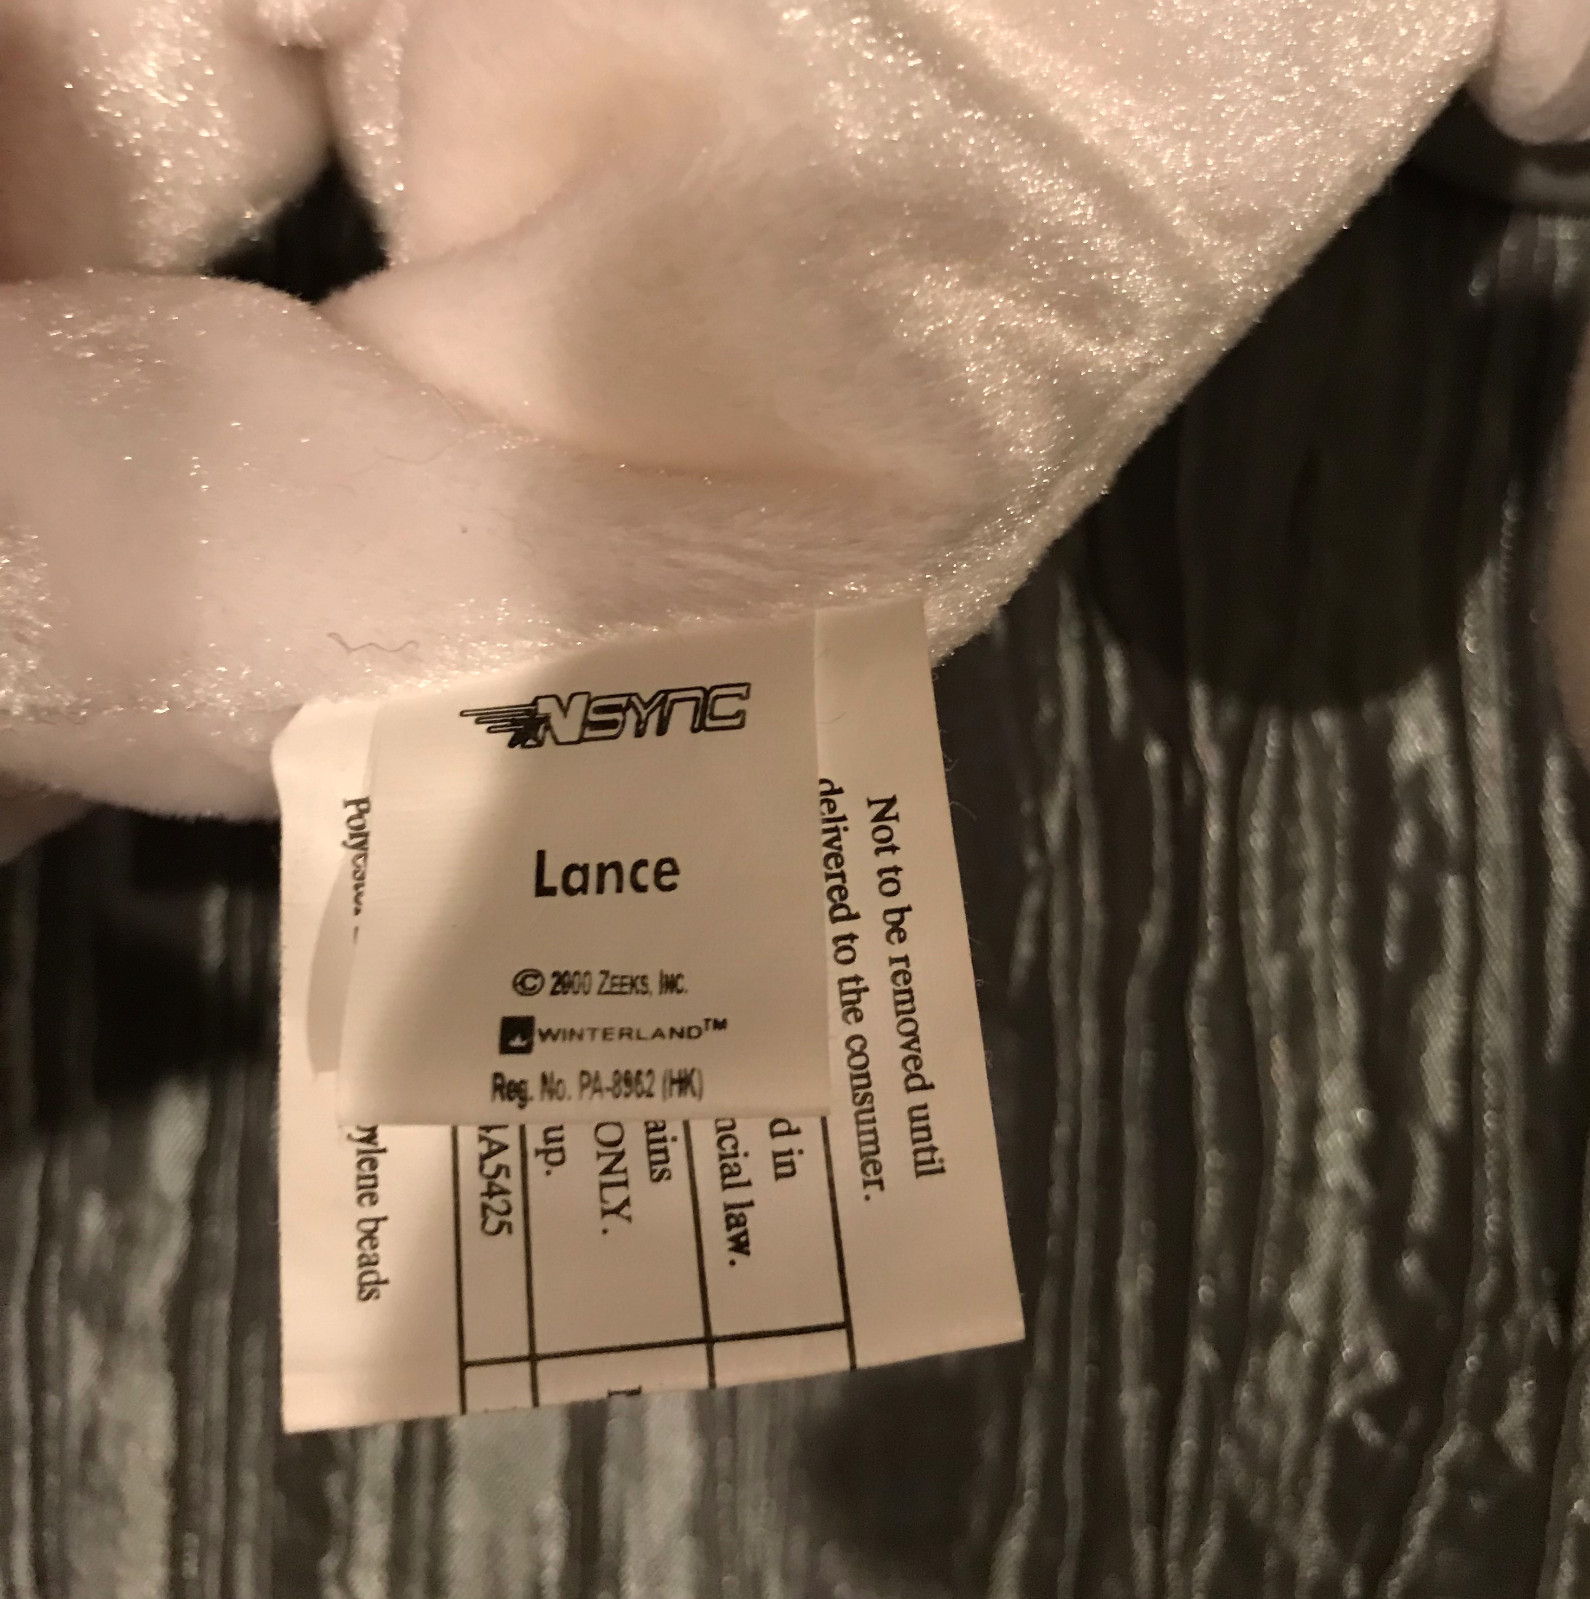 NSYNC
Lance
© 2000 ZEEKS, INC.
WINTERLAND™
Reg. No. PA-8962 (HK)
Not to be removed until
delivered to the consumer.
d in
ncial law.
ains
ONLY.
up.
A5425
ylene beads